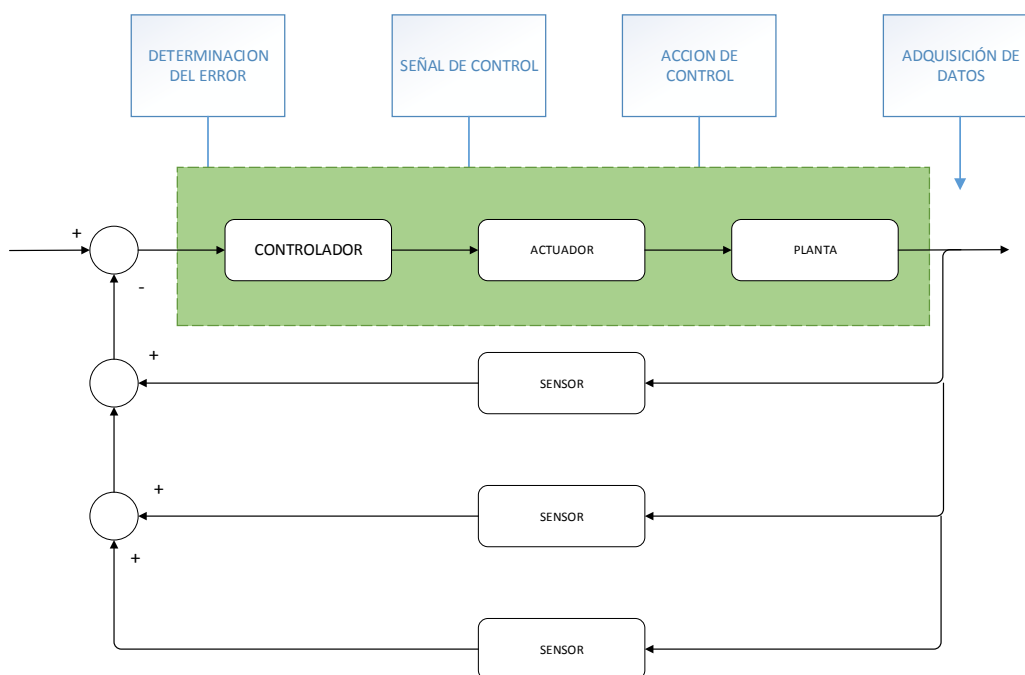 DETERMINACION
DEL ERROR
SEÑAL DE CONTROL
ACCION DE
CONTROL
ADQUISICIÓN DE
DATOS
+
CONTROLADOR
ACTUADOR
PLANTA
-
+
SENSOR
+
SENSOR
+
SENSOR